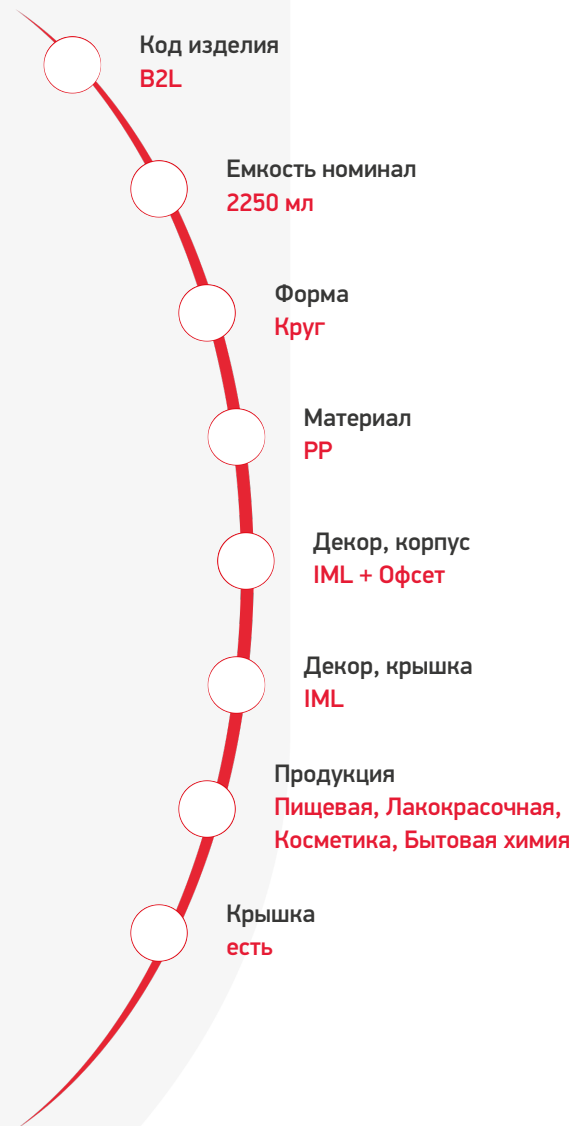 Код изделия
B2L
Емкость номинал
2250 мл
Форма
Круг
Материал
PP
Декор, корпус
IML + Офсет
Декор, крышка
IML
Продукция
Пищевая, Лакокрасочная,
Косметика, Бытовая химия
Крышка
есть